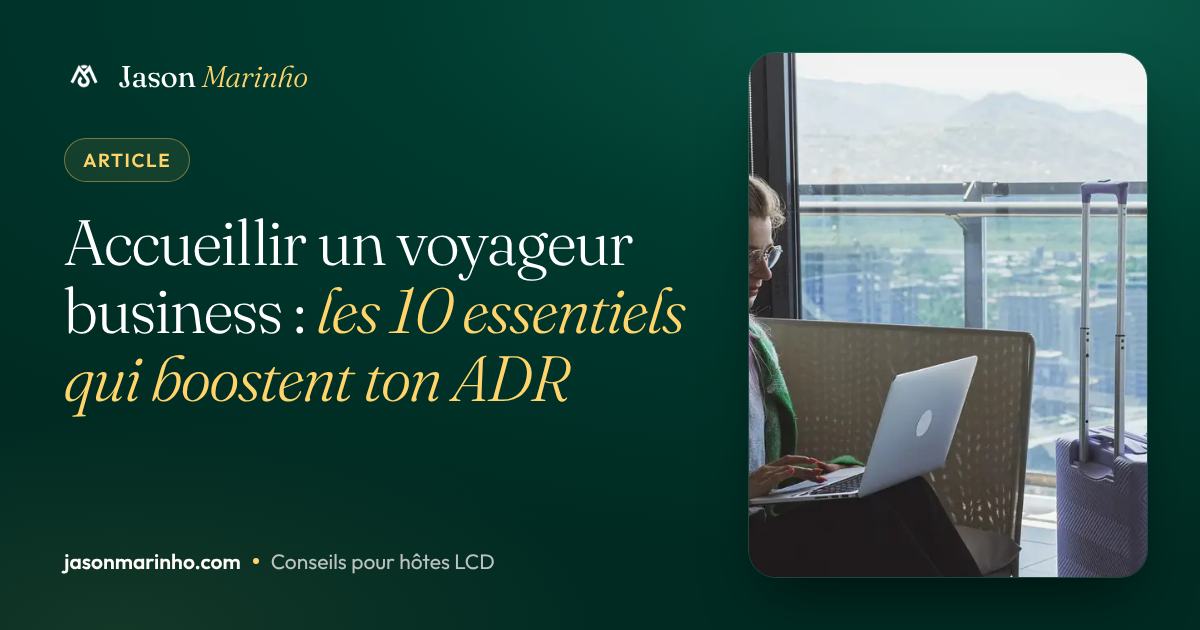 Jason Marinho
ARTICLE
Accueillir un voyageur
business : les 10 essentiels
qui boostent ton ADR
jasonmarinho.com • Conseils pour hôtes LCD